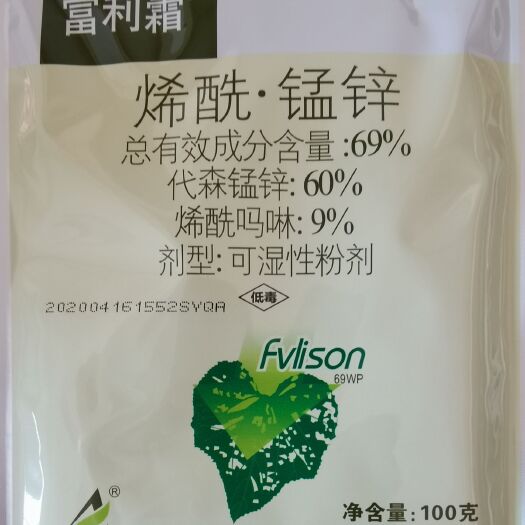 富利霜
烯酰·锰锌
总有效成分含量:69%
代森锰锌:60%
烯酰吗啉:9%
剂型:可湿性粉剂
低毒
202004161552SYQA
Fvlison
69WP
®
净含量:100克